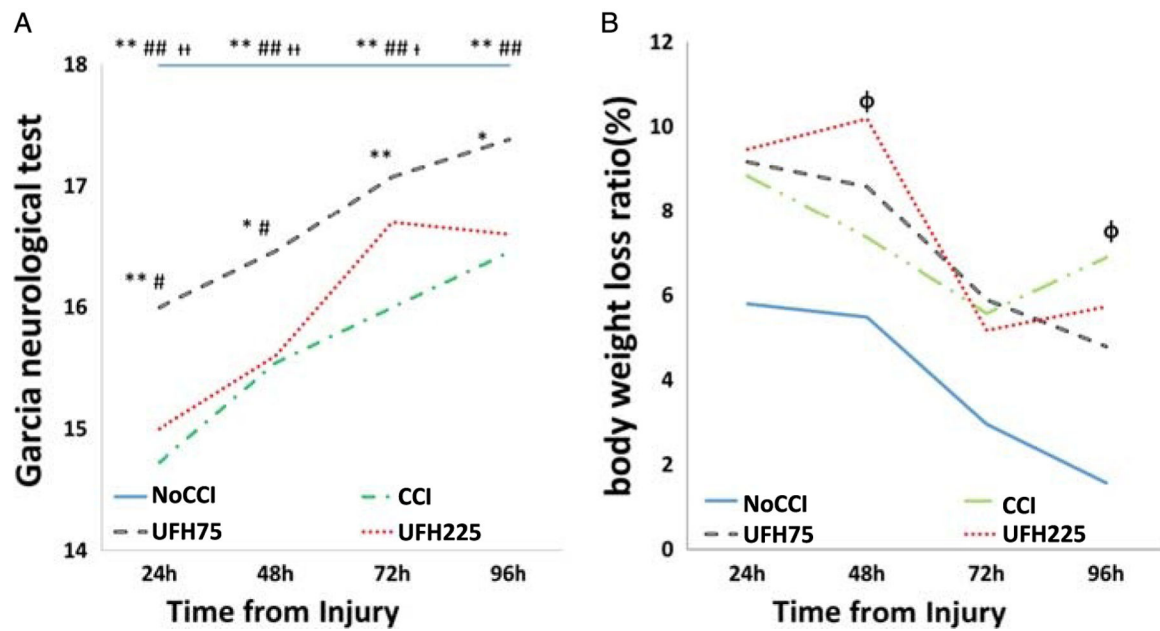 A
** ## ƚƚ ** ## ƚƚ ** ## ƚ ** ##
18
17
16
15
14
Garcia neurological test
** #
* #
**
*
NoCCI CCI
UFH75 UFH225
24h 48h 72h 96h
Time from Injury
B
12
10
8
6
4
2
0
body weight loss ratio(%)
ϕ
ϕ
NoCCI CCI
UFH75 UFH225
24h 48h 72h 96h
Time from Injury